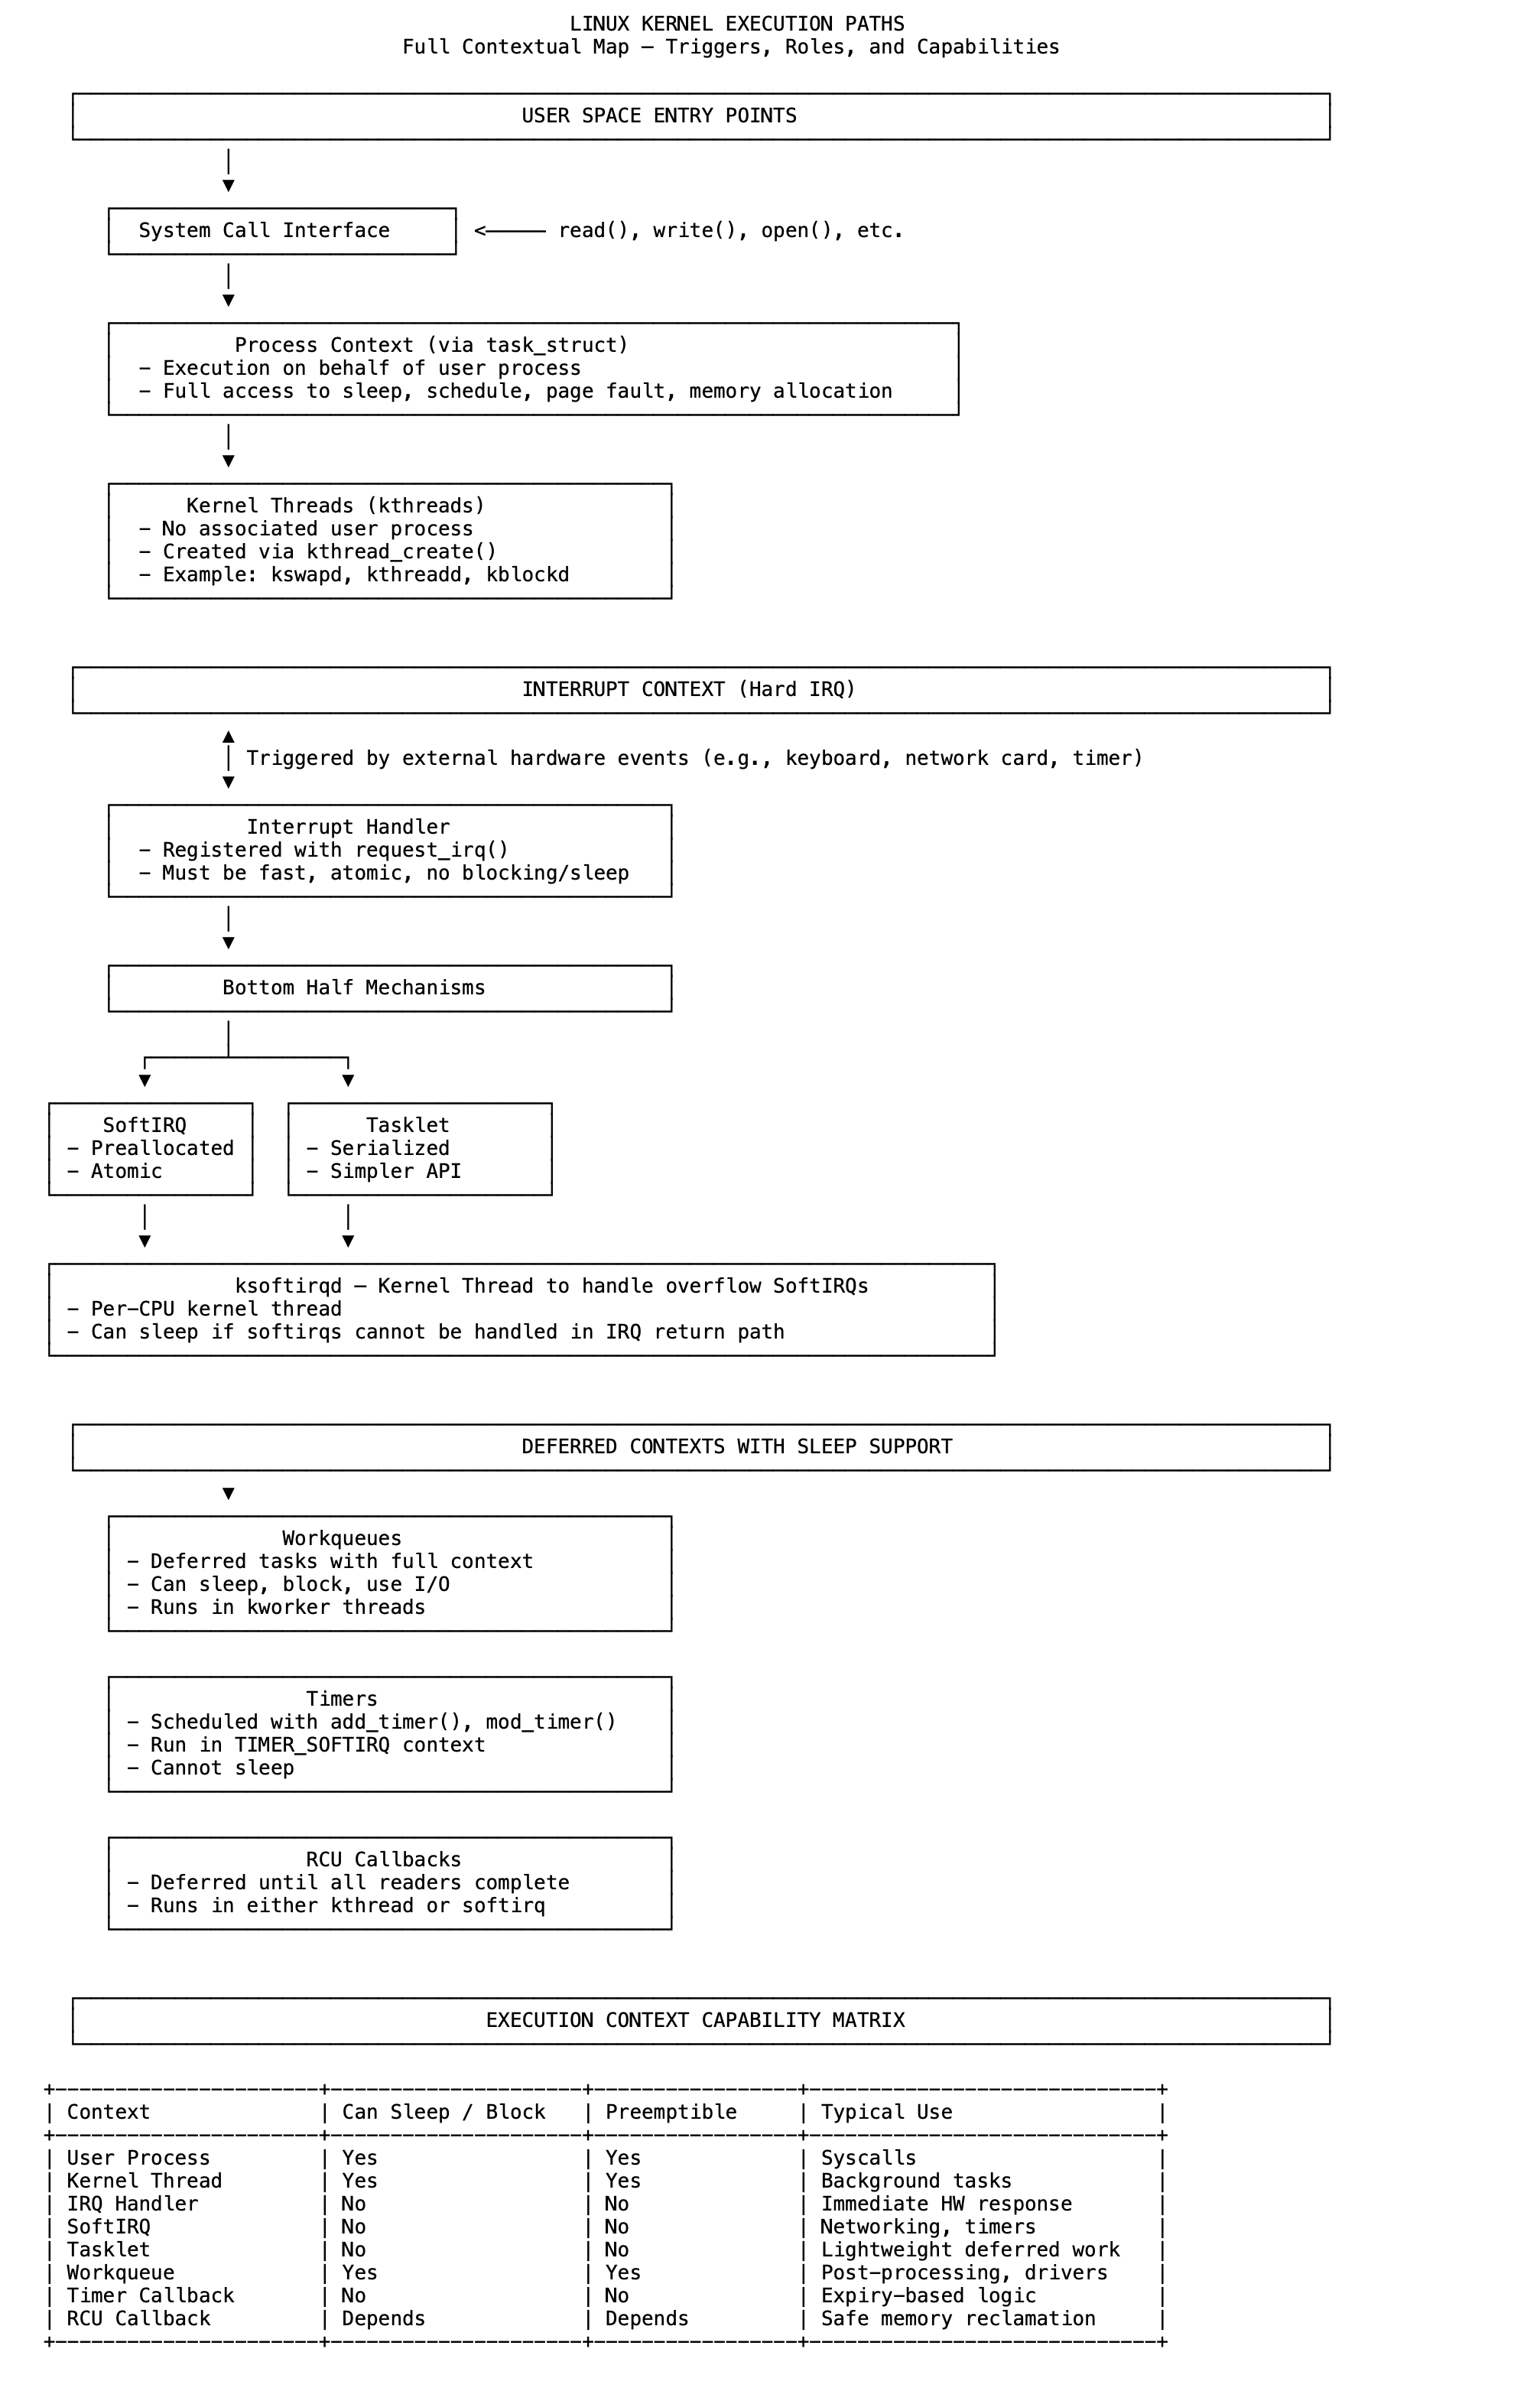 LINUX KERNEL EXECUTION PATHS
Full Contextual Map — Triggers, Roles, and Capabilities
USER SPACE ENTRY POINTS
System Call Interface <──── read(), write(), open(), etc.
Process Context (via task_struct)
- Execution on behalf of user process
- Full access to sleep, schedule, page fault, memory allocation
Kernel Threads (kthreads)
- No associated user process
- Created via kthread_create()
- Example: kswapd, kthreadd, kblockd
INTERRUPT CONTEXT (Hard IRQ)
Triggered by external hardware events (e.g., keyboard, network card, timer)
Interrupt Handler
- Registered with request_irq()
- Must be fast, atomic, no blocking/sleep
Bottom Half Mechanisms
SoftIRQ
- Preallocated
- Atomic
Tasklet
- Serialized
- Simpler API
ksoftirqd — Kernel Thread to handle overflow SoftIRQs
- Per-CPU kernel thread
- Can sleep if softirqs cannot be handled in IRQ return path
DEFERRED CONTEXTS WITH SLEEP SUPPORT
Workqueues
- Deferred tasks with full context
- Can sleep, block, use I/O
- Runs in kworker threads
Timers
- Scheduled with add_timer(), mod_timer()
- Run in TIMER_SOFTIRQ context
- Cannot sleep
RCU Callbacks
- Deferred until all readers complete
- Runs in either kthread or softirq
EXECUTION CONTEXT CAPABILITY MATRIX
+----------------------+---------------------+-----------------+-----------------------------+
| Context | Can Sleep / Block | Preemptible | Typical Use |
+----------------------+---------------------+-----------------+-----------------------------+
| User Process | Yes | Yes | Syscalls |
| Kernel Thread | Yes | Yes | Background tasks |
| IRQ Handler | No | No | Immediate HW response |
| SoftIRQ | No | No | Networking, timers |
| Tasklet | No | No | Lightweight deferred work |
| Workqueue | Yes | Yes | Post-processing, drivers |
| Timer Callback | No | No | Expiry-based logic |
| RCU Callback | Depends | Depends | Safe memory reclamation |
+----------------------+---------------------+-----------------+-----------------------------+